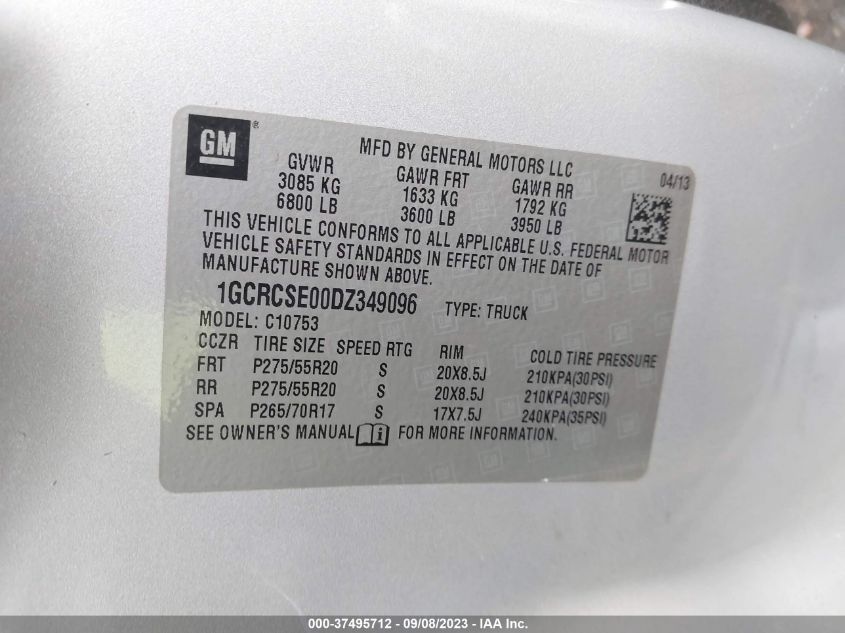 GM®
MFD BY GENERAL MOTORS LLC
04/13
GVWR GAWR FRT GAWR RR
3085 KG 1633 KG 1792 KG
6800 LB 3600 LB 3950 LB
THIS VEHICLE CONFORMS TO ALL APPLICABLE U.S. FEDERAL MOTOR
VEHICLE SAFETY STANDARDS IN EFFECT ON THE DATE OF
MANUFACTURE SHOWN ABOVE.
1GCRCSE00DZ349096 TYPE: TRUCK
MODEL: C10753
CCZR TIRE SIZE SPEED RTG RIM COLD TIRE PRESSURE
FRT P275/55R20 S 20X8.5J 210KPA(30PSI)
RR P275/55R20 S 20X8.5J 210KPA(30PSI)
SPA P265/70R17 S 17X7.5J 240KPA(35PSI)
SEE OWNER'S MANUAL FOR MORE INFORMATION.
000-37495712 - 09/08/2023 - IAA Inc.